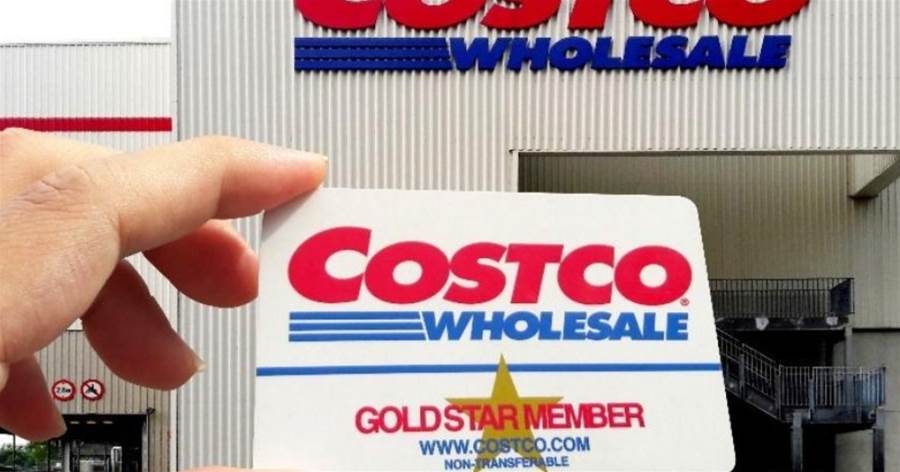 COSTCO
WHOLESALE
COSTCO®
WHOLESALE
GOLD STAR MEMBER
WWW.COSTCO.COM
NON-TRANSFERABLE